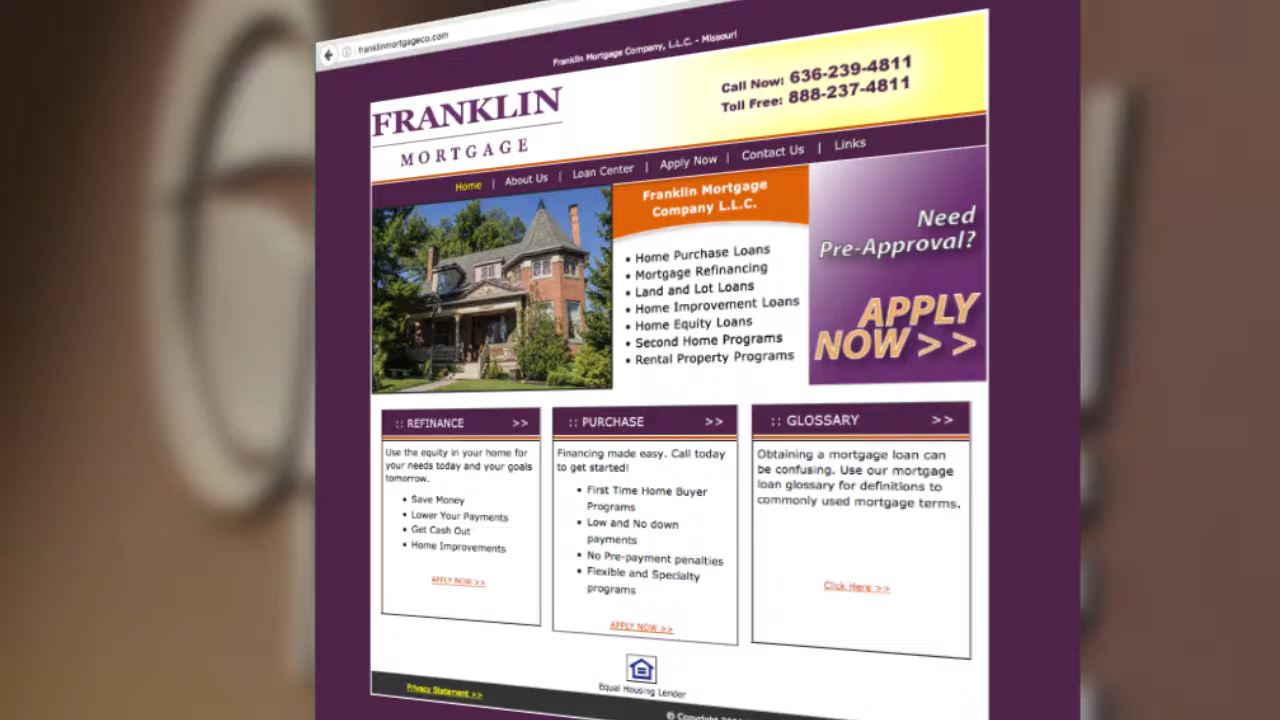 franklinmortgageco.com
Franklin Mortgage Company, L.L.C. - Missouri
FRANKLIN
MORTGAGE
Call Now: 636-239-4811
Toll Free: 888-237-4811
Home | About Us | Loan Center | Apply Now | Contact Us | Links
Franklin Mortgage
Company L.L.C.
• Home Purchase Loans
• Mortgage Refinancing
• Land and Lot Loans
• Home Improvement Loans
• Home Equity Loans
• Second Home Programs
• Rental Property Programs
Need
Pre-Approval?
APPLY
NOW > >
:: REFINANCE >>
Use the equity in your home for
your needs today and your goals
tomorrow.
• Save Money
• Lower Your Payments
• Get Cash Out
• Home Improvements
APPLY NOW >>
:: PURCHASE >>
Financing made easy. Call today
to get started!
• First Time Home Buyer
Programs
• Low and No down
payments
• No Pre-payment penalties
• Flexible and Specialty
programs
APPLY NOW >>
:: GLOSSARY >>
Obtaining a mortgage loan can
be confusing. Use our mortgage
loan glossary for definitions to
commonly used mortgage terms.
Click Here >>
Equal Housing Lender
Privacy Statement >>
© Copyright